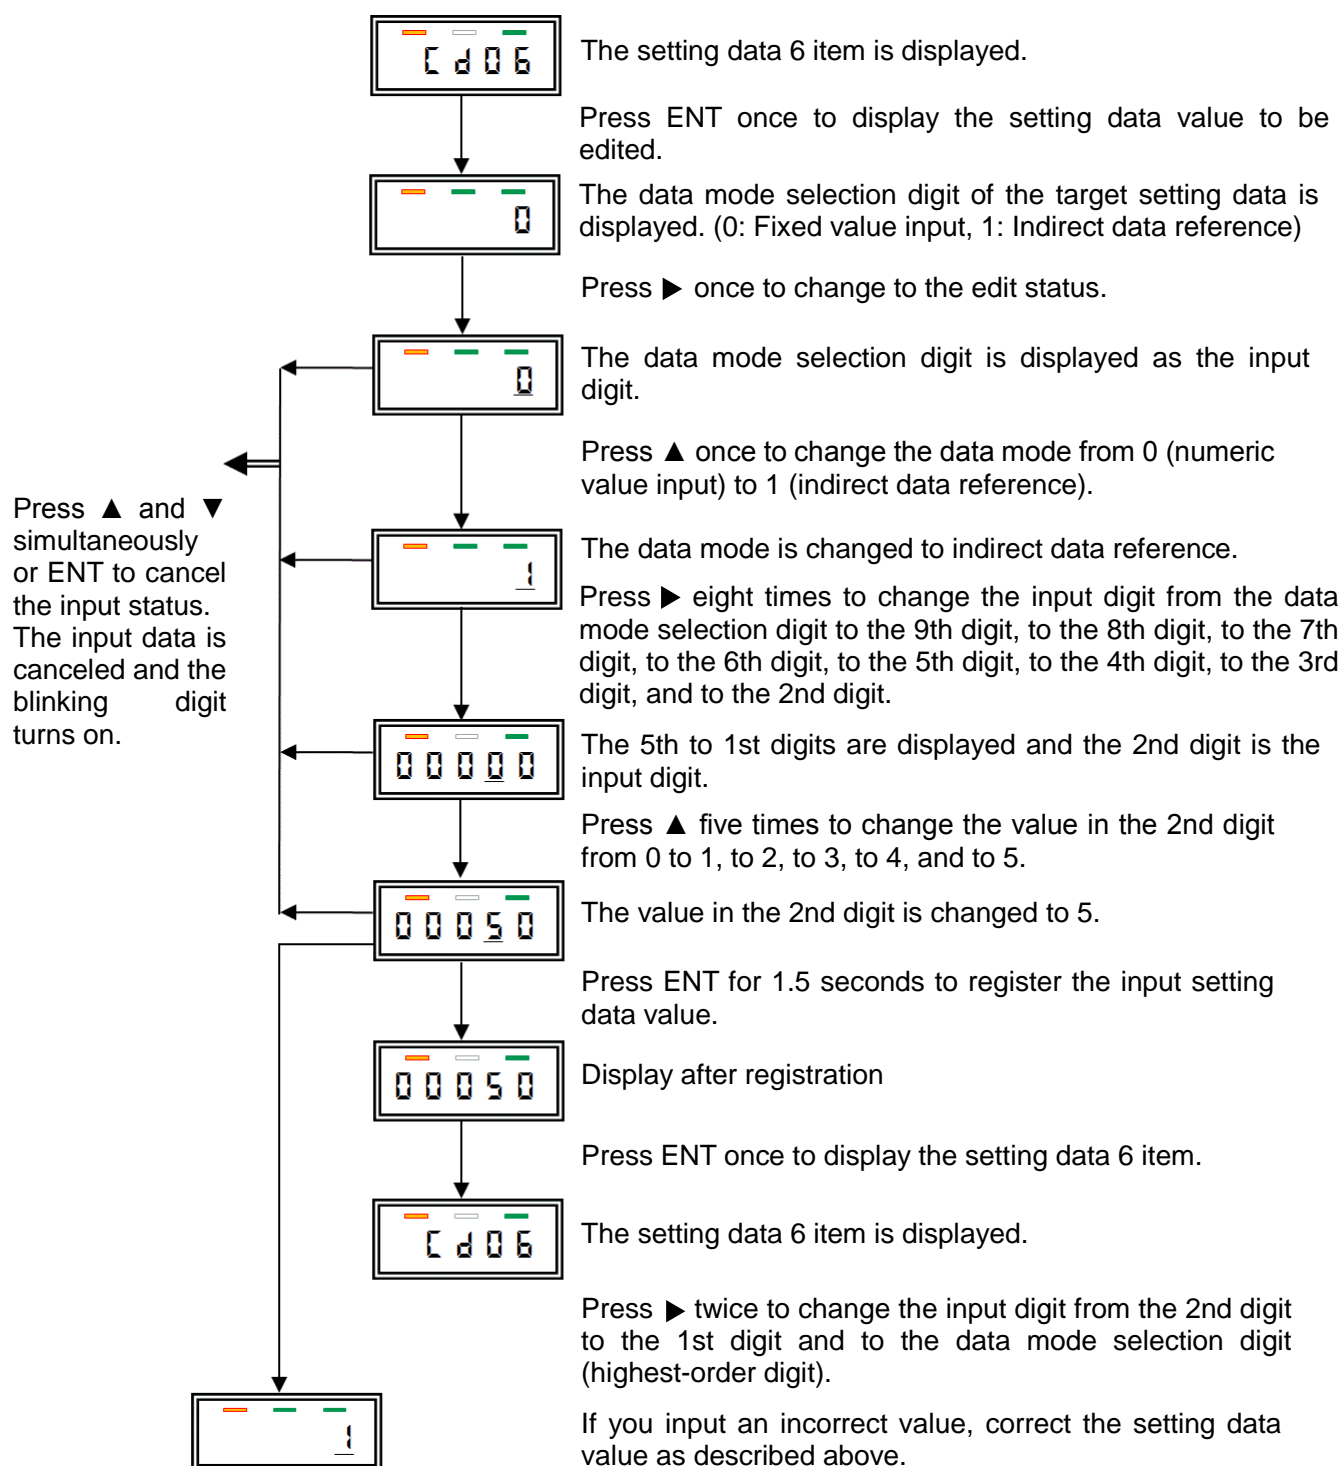 Cd06
The setting data 6 item is displayed.
Press ENT once to display the setting data value to be
edited.
0
The data mode selection digit of the target setting data is
displayed. (0: Fixed value input, 1: Indirect data reference)
Press ▶ once to change to the edit status.
0
The data mode selection digit is displayed as the input
digit.
Press ▲ once to change the data mode from 0 (numeric
value input) to 1 (indirect data reference).
Press ▲ and ▼
simultaneously
or ENT to cancel
the input status.
The input data is
canceled and the
blinking digit
turns on.
1
The data mode is changed to indirect data reference.
Press ▶ eight times to change the input digit from the data
mode selection digit to the 9th digit, to the 8th digit, to the 7th
digit, to the 6th digit, to the 5th digit, to the 4th digit, to the 3rd
digit, and to the 2nd digit.
00000
The 5th to 1st digits are displayed and the 2nd digit is the
input digit.
Press ▲ five times to change the value in the 2nd digit
from 0 to 1, to 2, to 3, to 4, and to 5.
00050
The value in the 2nd digit is changed to 5.
Press ENT for 1.5 seconds to register the input setting
data value.
00050
Display after registration
Press ENT once to display the setting data 6 item.
Cd06
The setting data 6 item is displayed.
Press ▶ twice to change the input digit from the 2nd digit
to the 1st digit and to the data mode selection digit
(highest-order digit).
1
If you input an incorrect value, correct the setting data
value as described above.